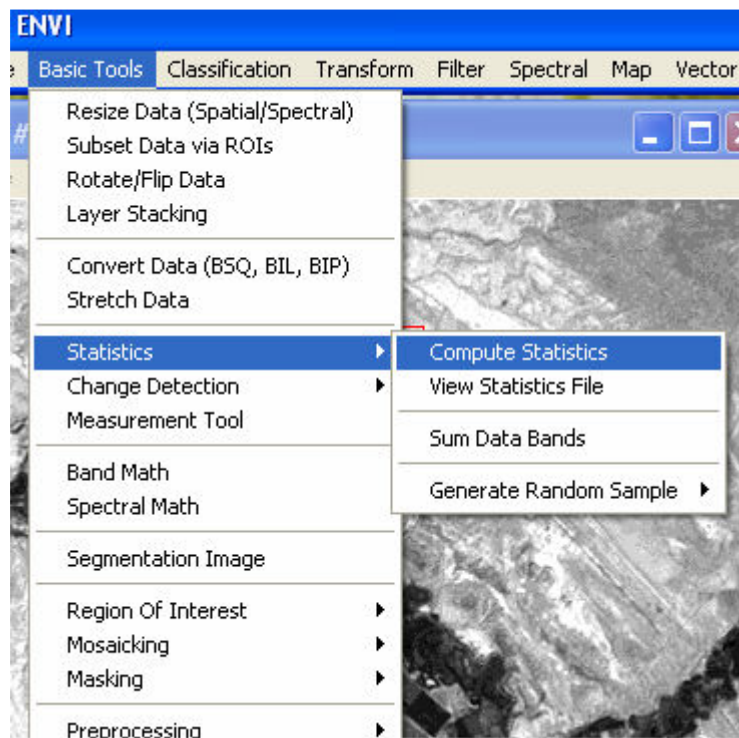 ENVI
Basic Tools Classification Transform Filter Spectral Map Vector
Resize Data (Spatial/Spectral)
#
Subset Data via ROIs
Rotate/Flip Data
Layer Stacking
Convert Data (BSQ, BIL, BIP)
Stretch Data
Statistics
Compute Statistics
Change Detection
View Statistics File
Measurement Tool
Sum Data Bands
Band Math
Generate Random Sample
Spectral Math
Segmentation Image
Region Of Interest
Mosaicking
Masking
Preprocessing